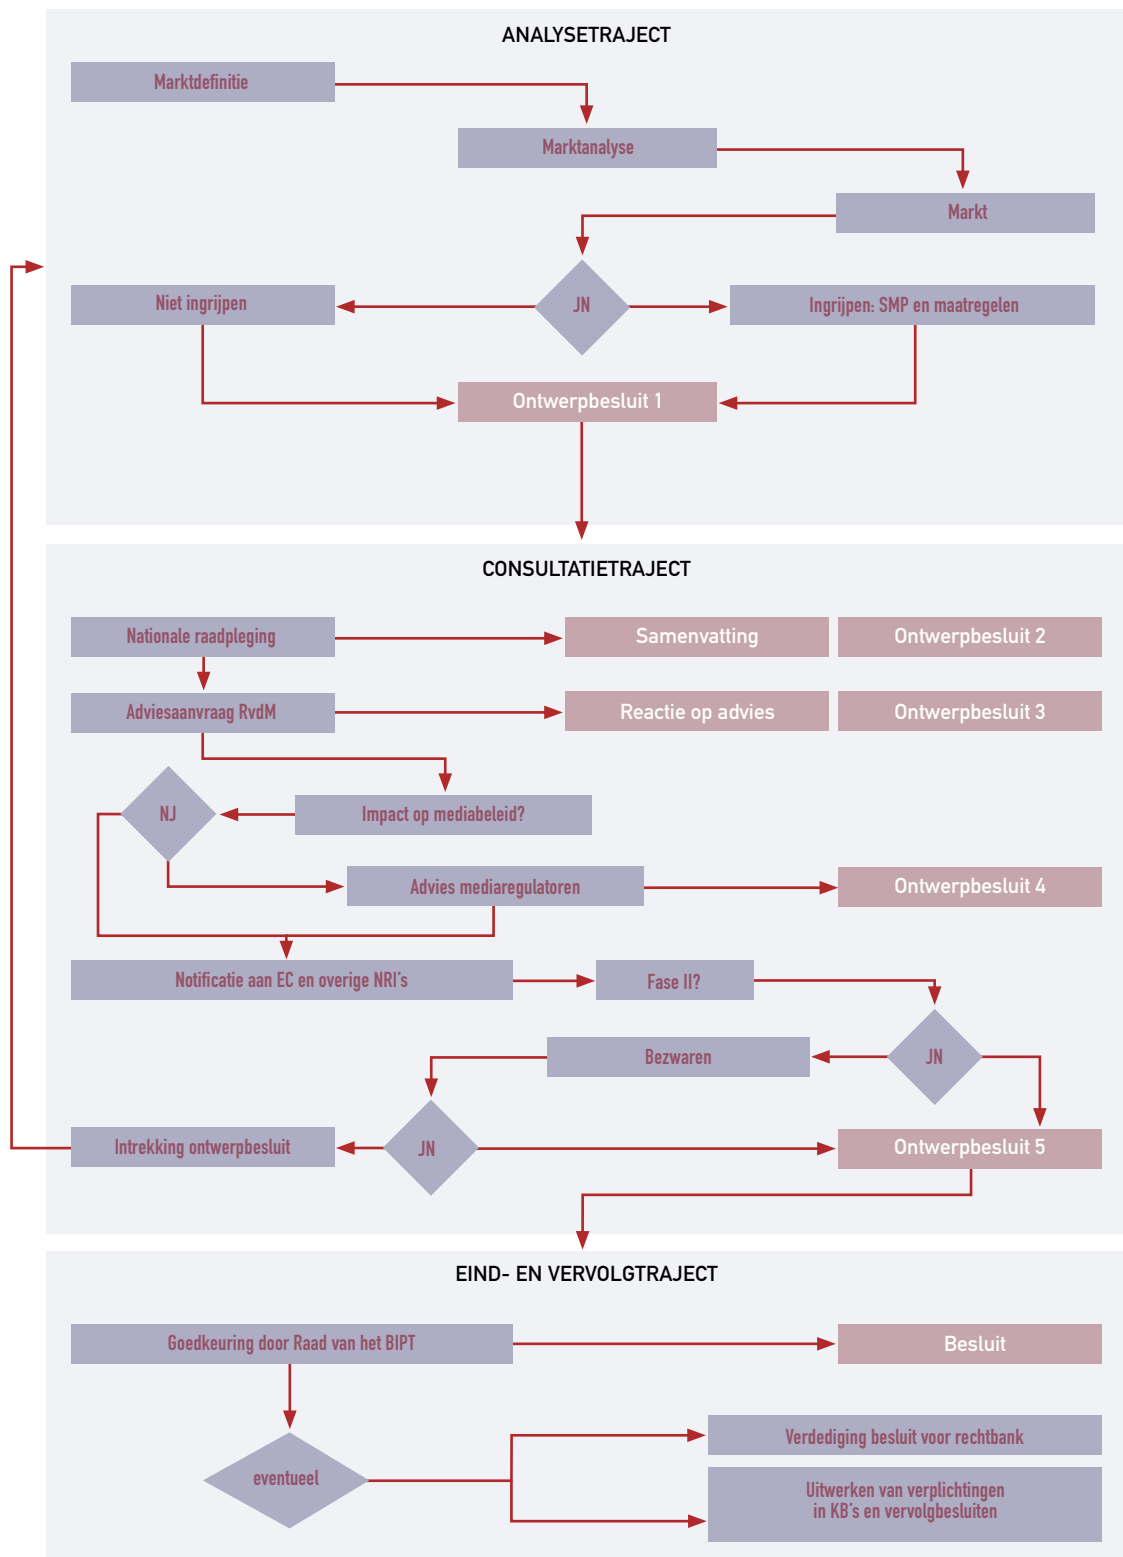 ANALYSETRAJECT
Marktdefinitie
Marktanalyse
Markt
Niet ingrijpen
JN
Ingrijpen: SMP en maatregelen
Ontwerpbesluit 1
CONSULTATIETRAJECT
Nationale raadpleging
Samenvatting
Ontwerpbesluit 2
Adviesaanvraag RvdM
Reactie op advies
Ontwerpbesluit 3
NJ
Impact op mediabeleid?
Advies mediaregulatoren
Ontwerpbesluit 4
Notificatie aan EC en overige NRI's
Fase II?
Bezwaren
JN
Intrekking ontwerpbesluit
JN
Ontwerpbesluit 5
EIND- EN VERVOLGTRAJECT
Goedkeuring door Raad van het BIPT
Besluit
Verdediging besluit voor rechtbank
eventueel
Uitwerken van verplichtingen
in KB's en vervolgbesluiten